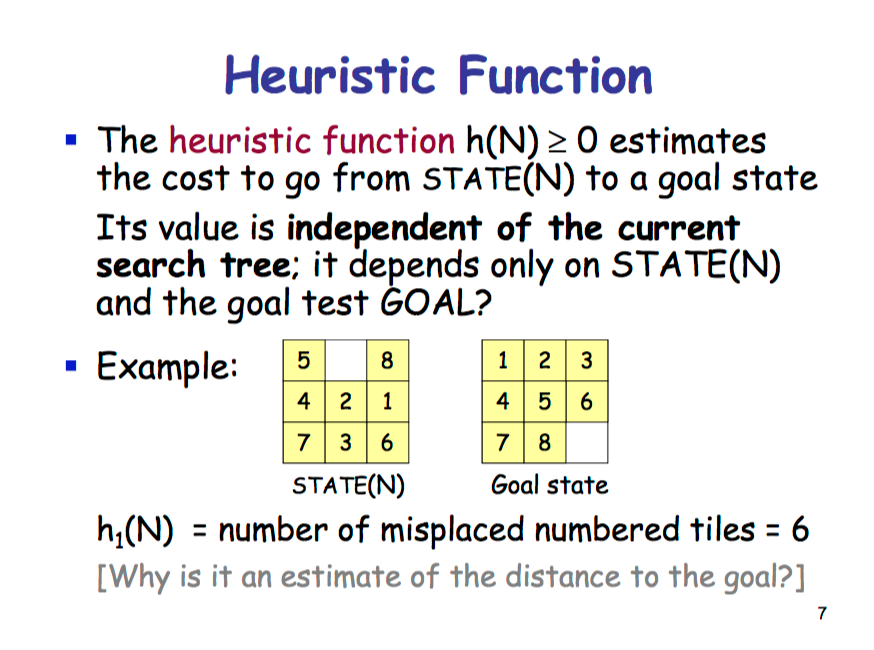 Heuristic Function
▪ The heuristic function h(N) ≥ 0 estimates
the cost to go from STATE(N) to a goal state
Its value is independent of the current
search tree; it depends only on STATE(N)
and the goal test GOAL?
▪ Example:
5 8
4 2 1
7 3 6
STATE(N)
1 2 3
4 5 6
7 8
Goal state
h₁(N) = number of misplaced numbered tiles = 6
[Why is it an estimate of the distance to the goal?]
7